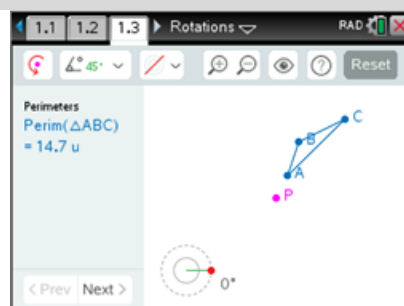 1.1 1.2 1.3 Rotations RAD
45° Reset
Perimeters
Perim(△ABC)
= 14.7 u
C
B
A
P
0°
< Prev Next >